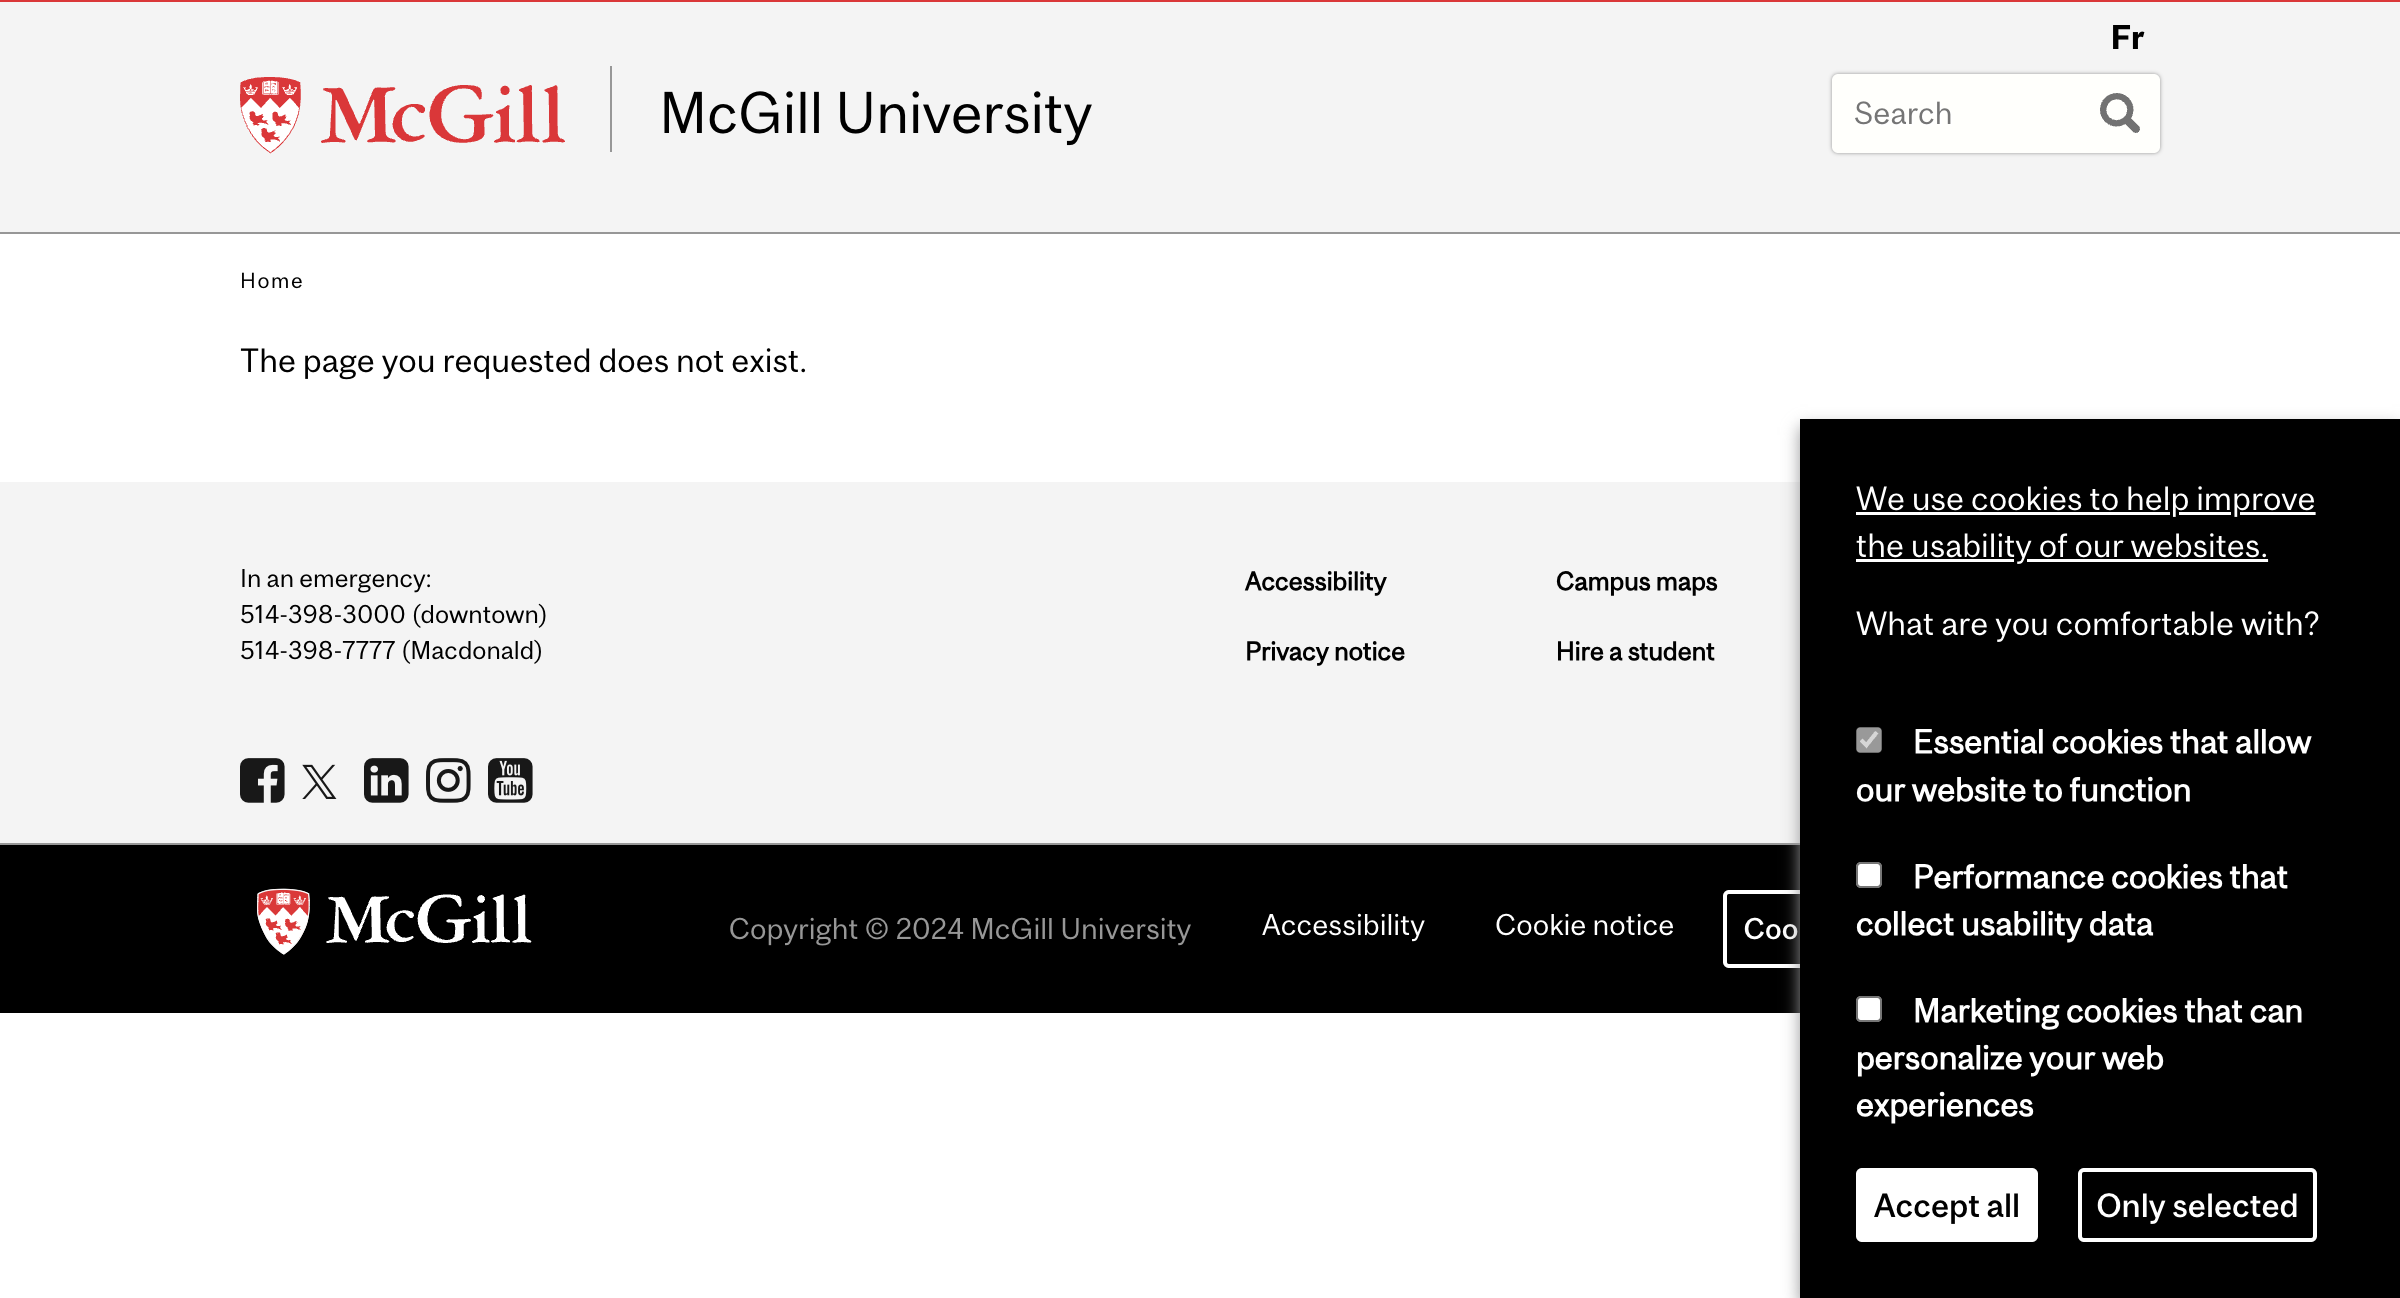 Fr
McGill
McGill University
Search
Home
The page you requested does not exist.
We use cookies to help improve
the usability of our websites.
What are you comfortable with?
Essential cookies that allow
our website to function
Performance cookies that
collect usability data
Marketing cookies that can
personalize your web
experiences
Accept all
Only selected
In an emergency:
514-398-3000 (downtown)
514-398-7777 (Macdonald)
Accessibility
Campus maps
Privacy notice
Hire a student
You
Tube
McGill
Copyright © 2024 McGill University
Accessibility
Cookie notice
Coo